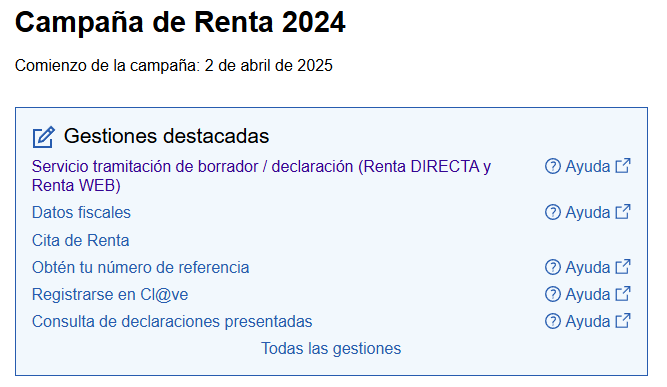 Campaña de Renta 2024
Comienzo de la campaña: 2 de abril de 2025
Gestiones destacadas
Servicio tramitación de borrador / declaración (Renta DIRECTA y Ayuda
Renta WEB)
Datos fiscales Ayuda
Cita de Renta
Obtén tu número de referencia Ayuda
Registrarse en Cl@ve Ayuda
Consulta de declaraciones presentadas Ayuda
Todas las gestiones